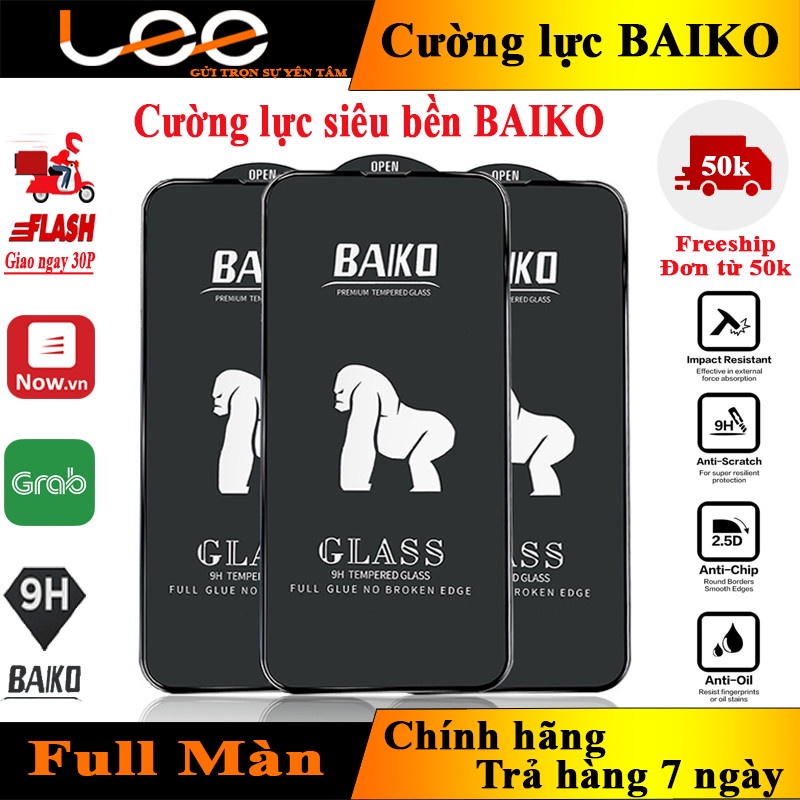 Lee
GỬI TRỌN SỰ YÊN TÂM
Cường lực BAIKO
Cường lực siêu bền BAIKO
FLASH
Giao ngay 30P
50k
Freeship
Đơn từ 50k
OPEN
OPEN
OPEN
BAIKO
PREMIUM TEMPERED GLASS
GLASS
9H TEMPERED GLASS
FULL GLUE NO BROKEN EDGE
Now.vn
Grab
9H
BAIKO
Impact Resistant
Effective in external
force absorption
9H
Anti-Scratch
For super resilient
protection
2.5D
Anti-Chip
Round Borders
Smooth Edges
Anti-Oil
Resist fingerprints
or oil stains
Full Màn
Chính hãng
Trả hàng 7 ngày